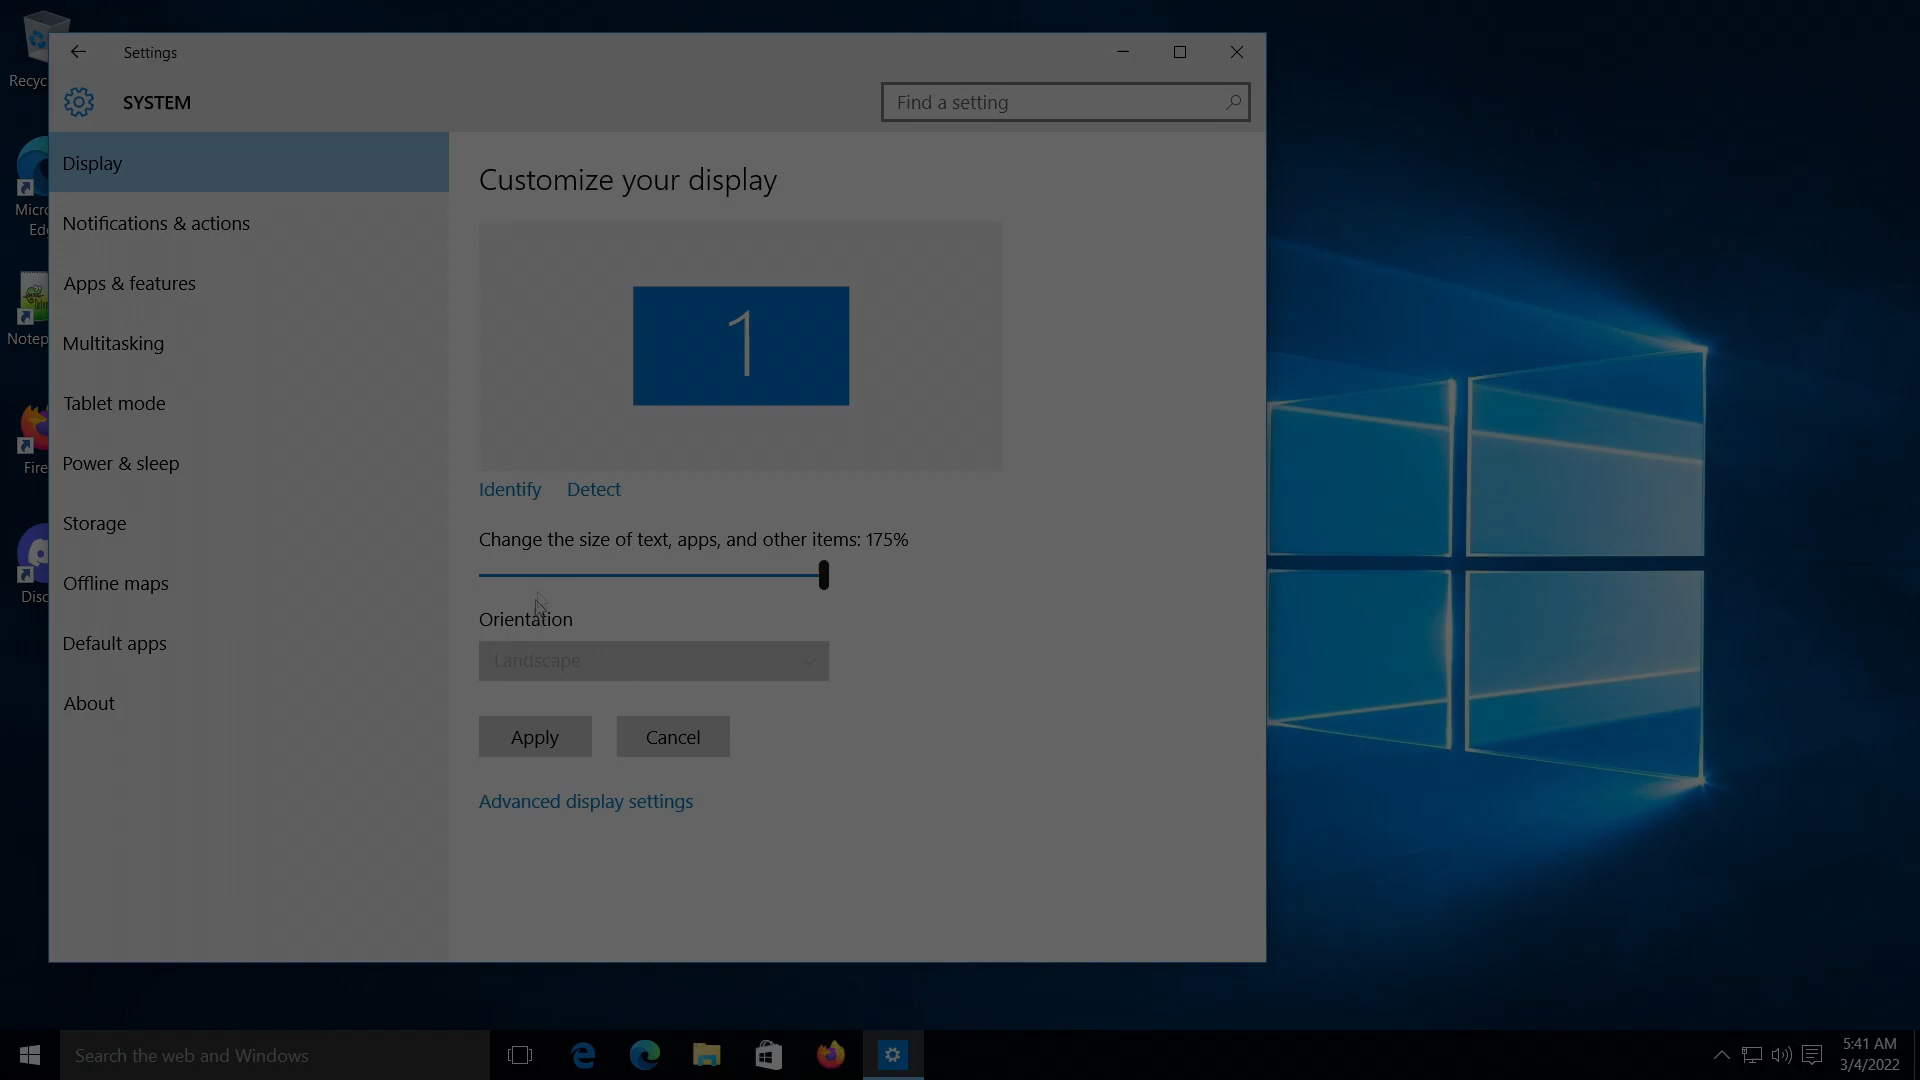 Recyc
Micro
Ed
Notep
Fire
Disc
Settings
SYSTEM
Find a setting
Display
Notifications & actions
Apps & features
Multitasking
Tablet mode
Power & sleep
Storage
Offline maps
Default apps
About
Customize your display
1
Identify Detect
Change the size of text, apps, and other items: 175%
Orientation
Landscape
Apply Cancel
Advanced display settings
Search the web and Windows
5:41 AM
3/4/2022